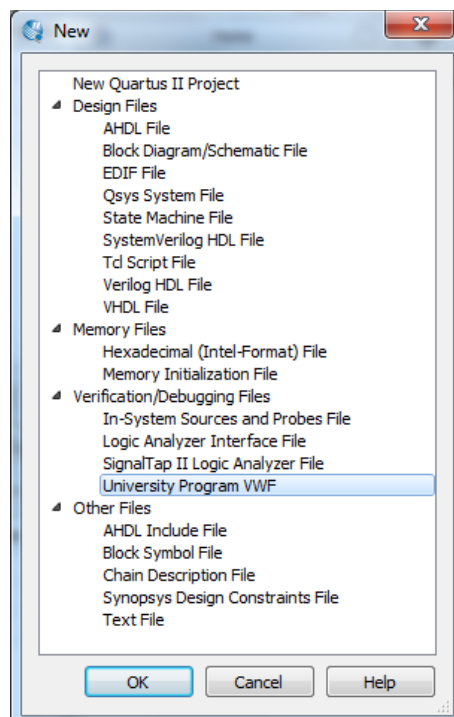 New
New Quartus II Project
Design Files
AHDL File
Block Diagram/Schematic File
EDIF File
Qsys System File
State Machine File
SystemVerilog HDL File
Tcl Script File
Verilog HDL File
VHDL File
Memory Files
Hexadecimal (Intel-Format) File
Memory Initialization File
Verification/Debugging Files
In-System Sources and Probes File
Logic Analyzer Interface File
SignalTap II Logic Analyzer File
University Program VWF
Other Files
AHDL Include File
Block Symbol File
Chain Description File
Synopsys Design Constraints File
Text File
OK Cancel Help